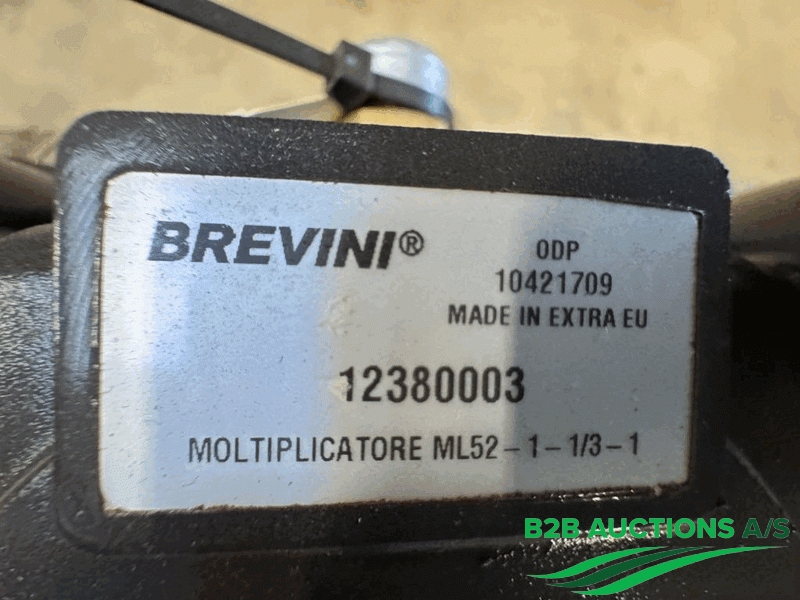 BREVINI®
ODP
10421709
MADE IN EXTRA EU
12380003
MOLTIPLICATORE ML52-1-1/3-1
B2B AUCTIONS A/S